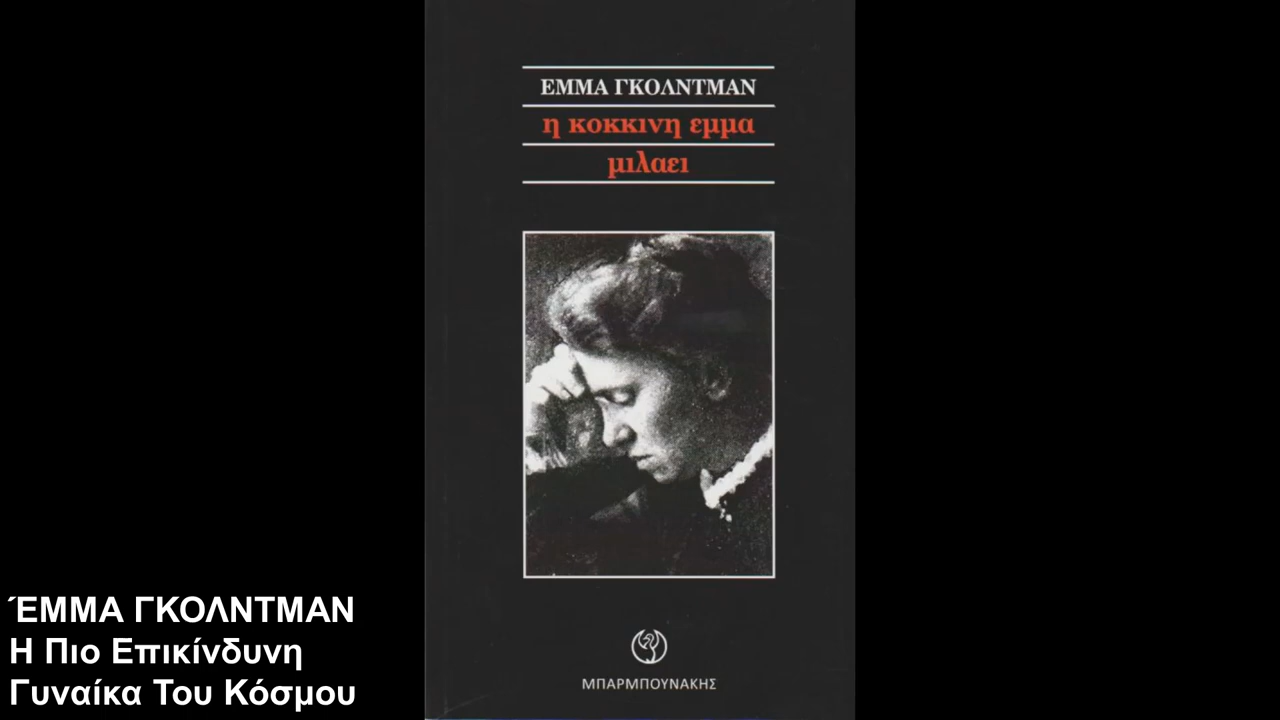 ΕΜΜΑ ΓΚΟΛΝΤΜΑΝ
η κοκκινη εμμα
μιλαει
ΜΠΑΡΜΠΟΥΝΑΚΗΣ
ΈΜΜΑ ΓΚΟΛΝΤΜΑΝ
Η Πιο Επικίνδυνη
Γυναίκα Του Κόσμου